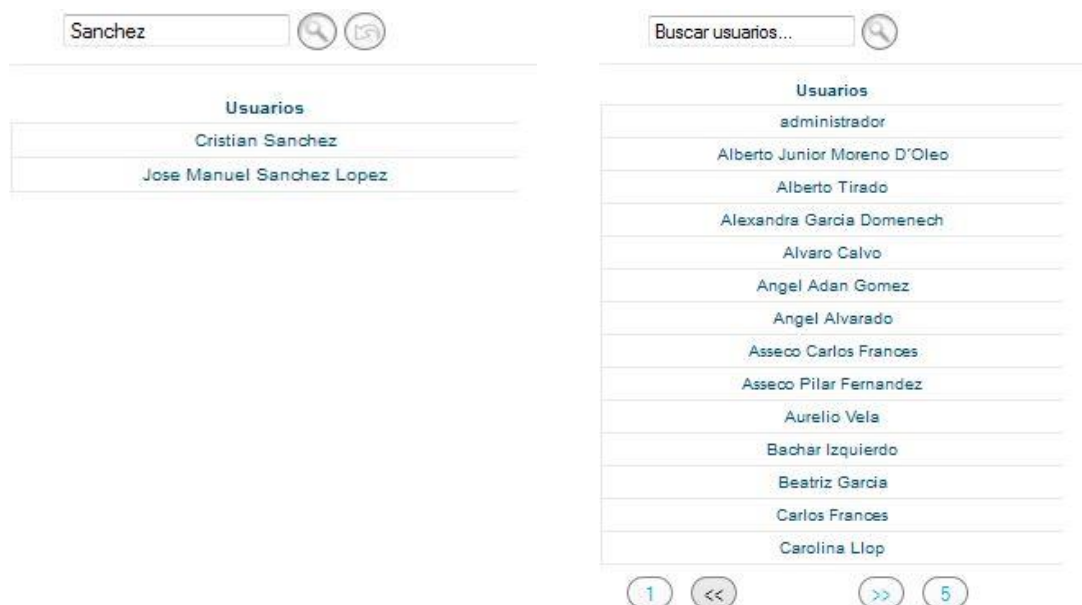 Sanchez
Usuarios
Cristian Sanchez
Jose Manuel Sanchez Lopez
Buscar usuarios...
Usuarios
administrador
Alberto Junior Moreno D´Oleo
Alberto Tirado
Alexandra Garcia Domenech
Alvaro Calvo
Angel Adan Gomez
Angel Alvarado
Asseco Carlos Frances
Asseco Pilar Fernandez
Aurelio Vela
Bachar Izquierdo
Beatriz Garcia
Carlos Frances
Carolina Llop
1 << >> 5